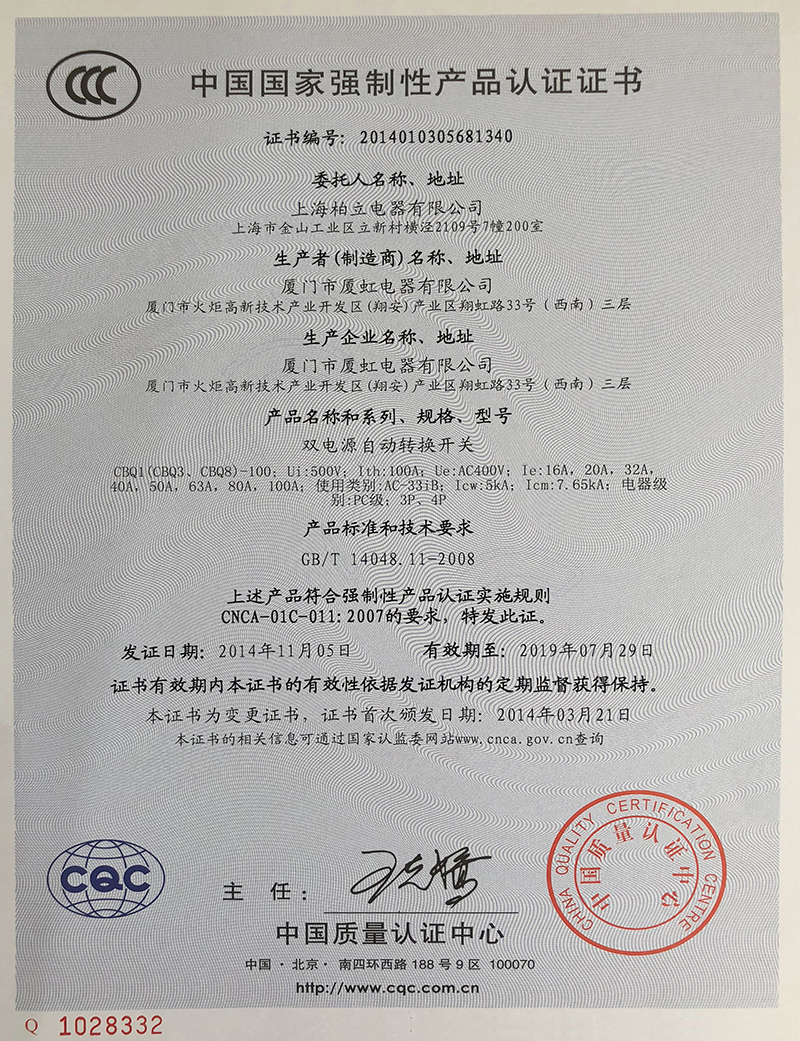 CCC
中国国家强制性产品认证证书
证书编号：2014010305681340
委托人名称、地址
上海柏立电器有限公司
上海市金山工业区立新村横泾2109号7幢200室
生产者(制造商)名称、地址
厦门市厦虹电器有限公司
厦门市火炬高新技术产业开发区(翔安)产业区翔虹路33号（西南）三层
生产企业名称、地址
厦门市厦虹电器有限公司
厦门市火炬高新技术产业开发区(翔安)产业区翔虹路33号（西南）三层
产品名称和系列、规格、型号
双电源自动转换开关
CBQ1(CBQ3、CBQ8)-100；Ui:500V；Ith:100A；Ue:AC400V；Ie:16A，20A，32A，
40A，50A，63A，80A，100A；使用类别:AC-33iB；Icw:5kA；Icm:7.65kA；电器级
别:PC级；3P、4P
产品标准和技术要求
GB/T 14048.11-2008
上述产品符合强制性产品认证实施规则
CNCA-01C-011:2007的要求，特发此证。
发证日期：2014年11月05日 有效期至：2019年07月29日
证书有效期内本证书的有效性依据发证机构的定期监督获得保持。
本证书为变更证书，证书首次颁发日期：2014年03月21日
本证书的相关信息可通过国家认监委网站www.cnca.gov.cn查询
CQC
主 任：
CHINA QUALITY CERTIFICATION CENTRE
中国质量认证中心
中国质量认证中心
中国·北京·南四环西路188号9区 100070
http://www.cqc.com.cn
Q 1028332